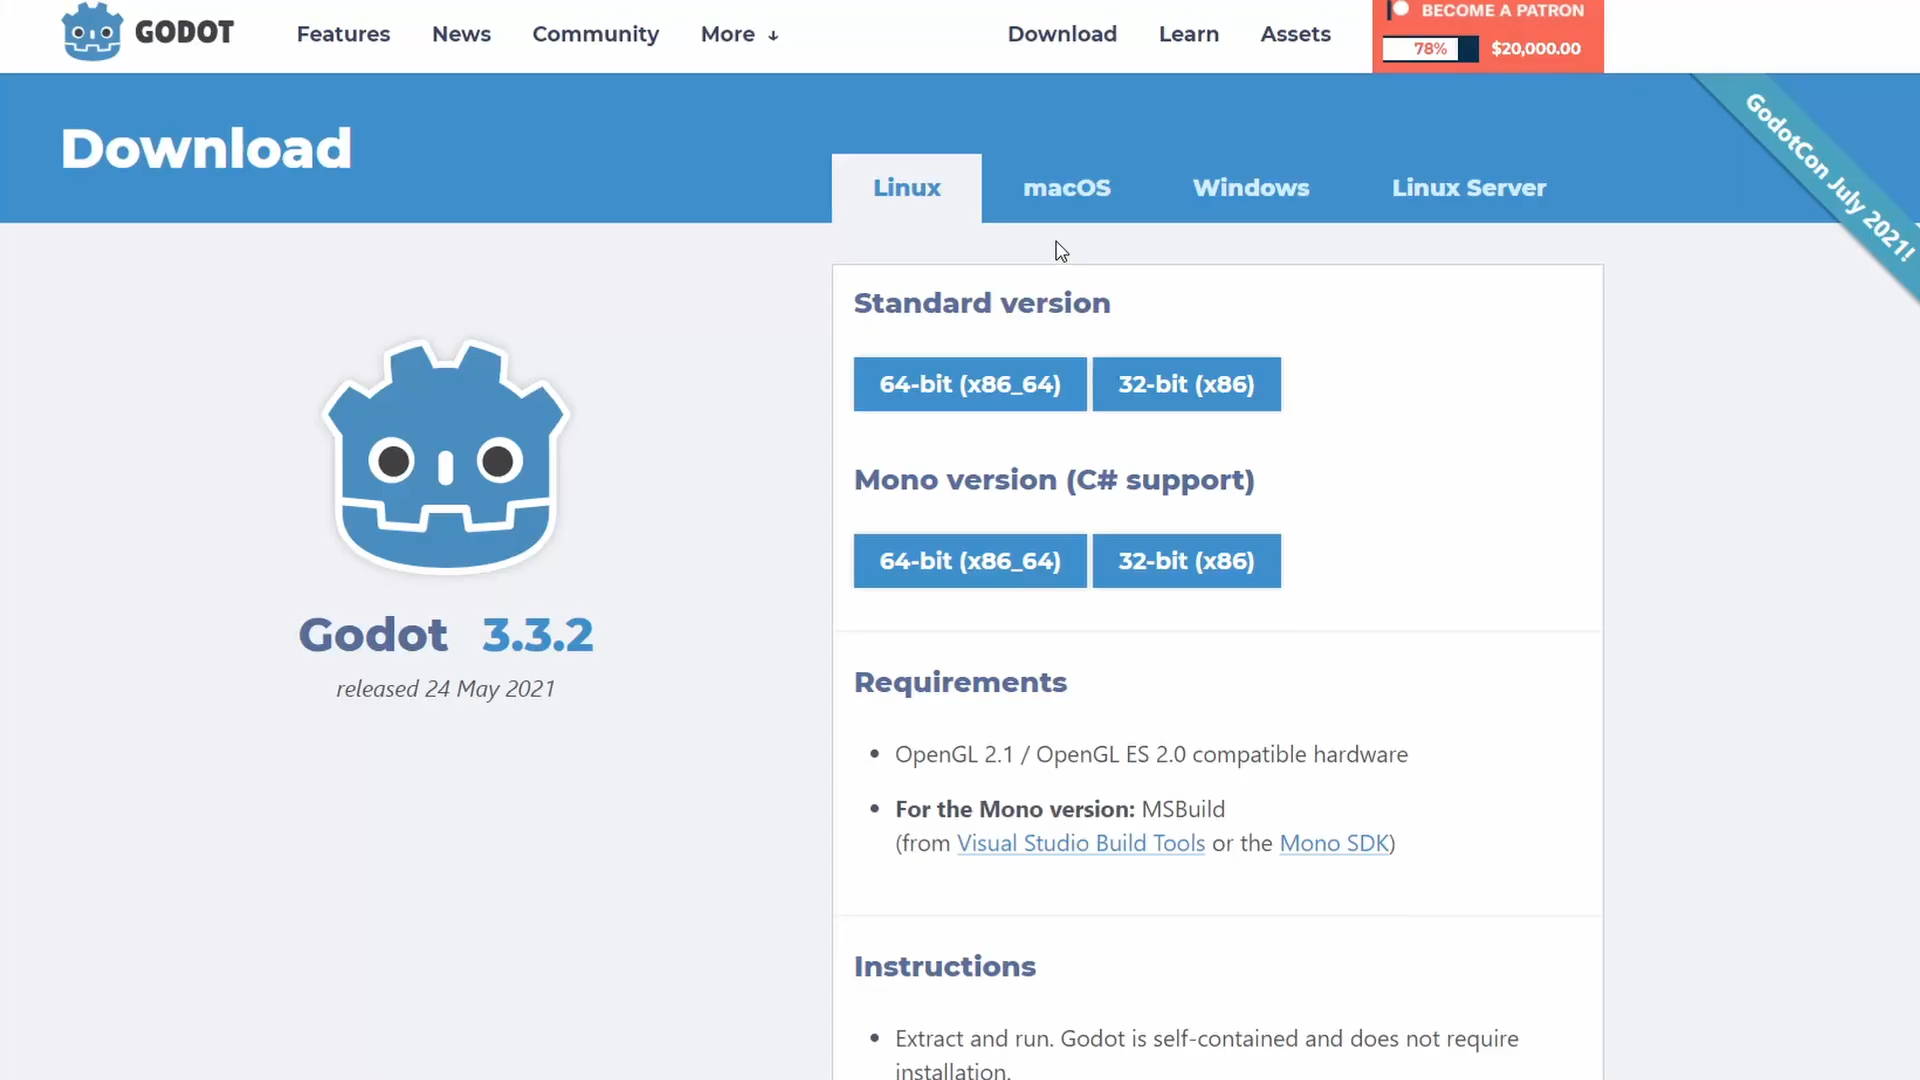 GODOT
Features News Community More ↓ Download Learn Assets
BECOME A PATRON
78% $20,000.00
Download
GodotCon July 2021!
Linux macOS Windows Linux Server
Standard version
64-bit (x86_64) 32-bit (x86)
Mono version (C# support)
64-bit (x86_64) 32-bit (x86)
Godot 3.3.2
released 24 May 2021
Requirements
• OpenGL 2.1 / OpenGL ES 2.0 compatible hardware
• For the Mono version: MSBuild
(from Visual Studio Build Tools or the Mono SDK)
Instructions
• Extract and run. Godot is self-contained and does not require
installation.